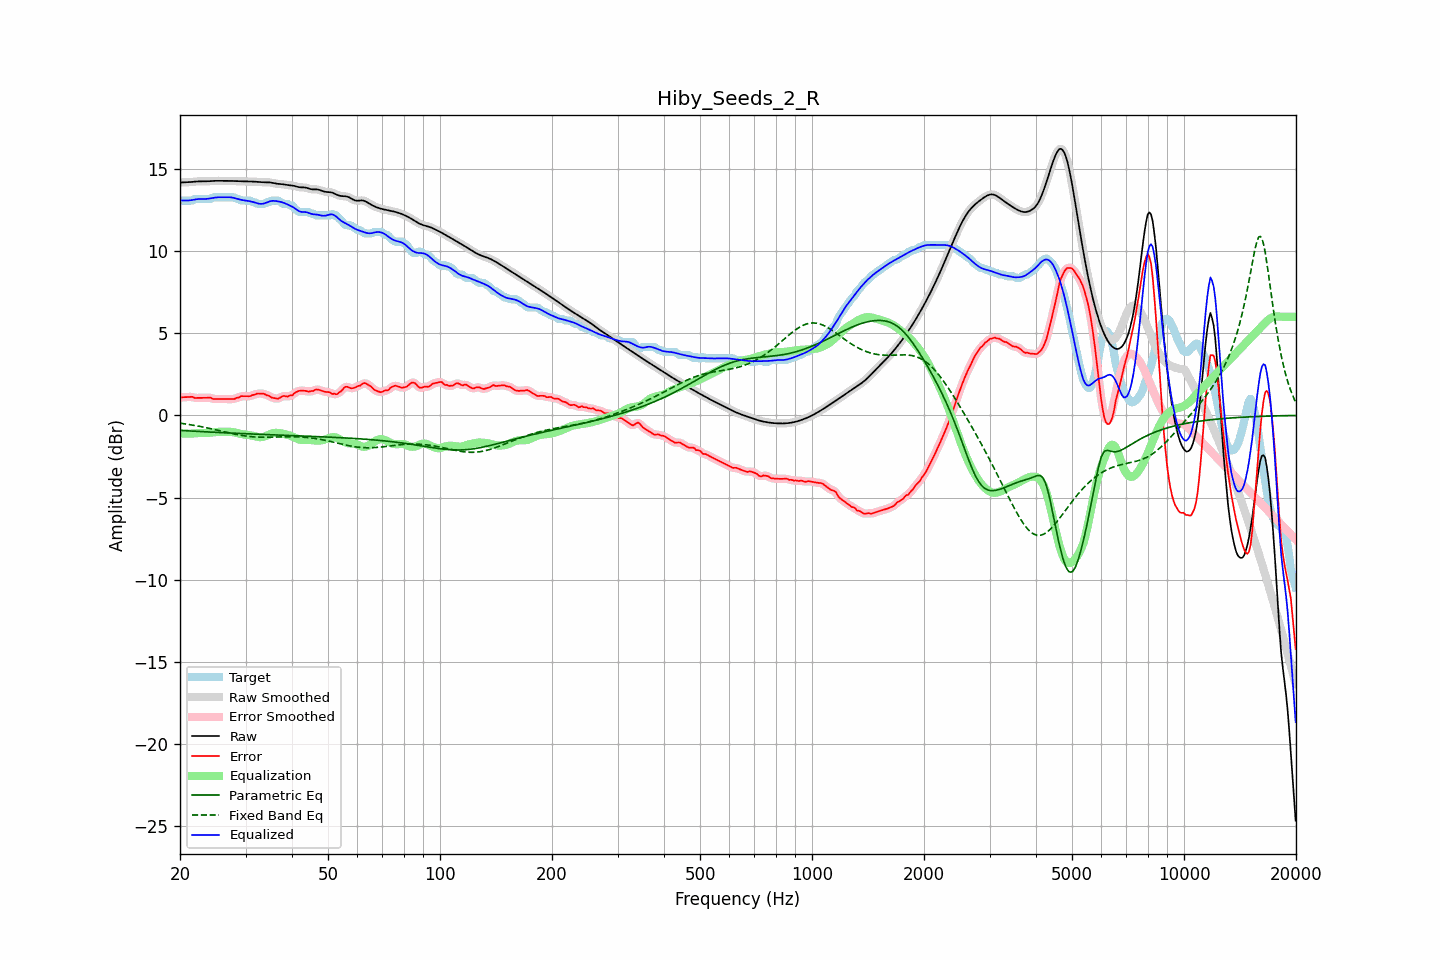 Hiby_Seeds_2_R
15
10
5
0
−5
−10
−15
−20
−25
Amplitude (dBr)
Target
Raw Smoothed
Error Smoothed
Raw
Error
Equalization
Parametric Eq
Fixed Band Eq
Equalized
20 50 100 200 500 1000 2000 5000 10000 20000
Frequency (Hz)